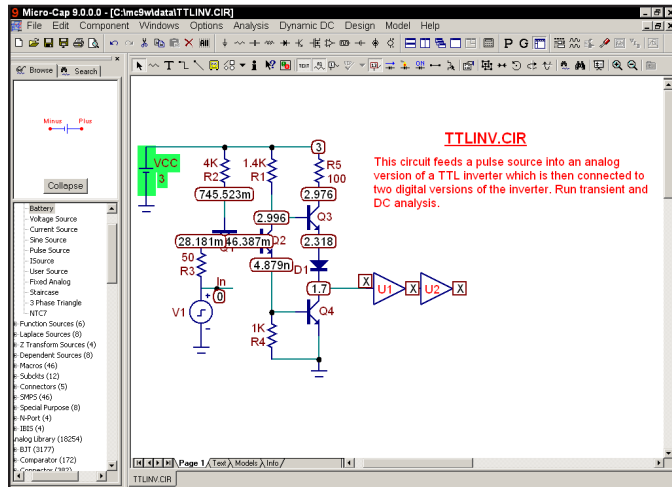 9 Micro-Cap 9.0.0.0 - [C:\mc9w\data\TTLINV.CIR]
File Edit Component Windows Options Analysis Dynamic DC Design Model Help
P G
T
TEXT
Browse Search
Minus Plus
Collapse
Battery
Voltage Source
Current Source
Sine Source
Pulse Source
ISource
User Source
Fixed Analog
Staircase
3 Phase Triangle
NTC7
Function Sources (6)
Laplace Sources (8)
Z Transform Sources (4)
Dependent Sources (8)
Macros (46)
Subckts (12)
Connectors (5)
SMPS (46)
Special Purpose (8)
N-Port (4)
IBIS (4)
nalog Library (18254)
BJT (3177)
Comparator (172)
Connector (382)
TTLINV.CIR
This circuit feeds a pulse source into an analog
version of a TTL inverter which is then connected to
two digital versions of the inverter. Run transient and
DC analysis.
3
VCC
3
4K
R2
1.4K
R1
R5
100
745.523m
2.976
2.996
Q3
28.181m
46.387m
Q2
2.318
50
R3
4.879n
D1
In
0
1.7
X
U1
X
U2
X
V1
Q4
1K
R4
Page 1 Text Models Info
TTLINV.CIR